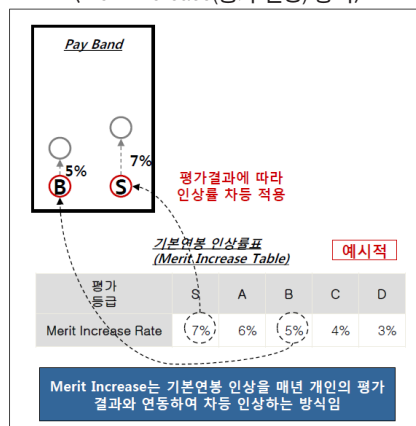 Pay Band
5%
7%
B
S
평가결과에 따라
인상률 차등 적용
기본연봉 인상률표
(Merit Increase Table)
예시적
평가
등급
S
A
B
C
D
Merit Increase Rate
7%
6%
5%
4%
3%
Merit Increase는 기본연봉 인상을 매년 개인의 평가
결과와 연동하여 차등 인상하는 방식임